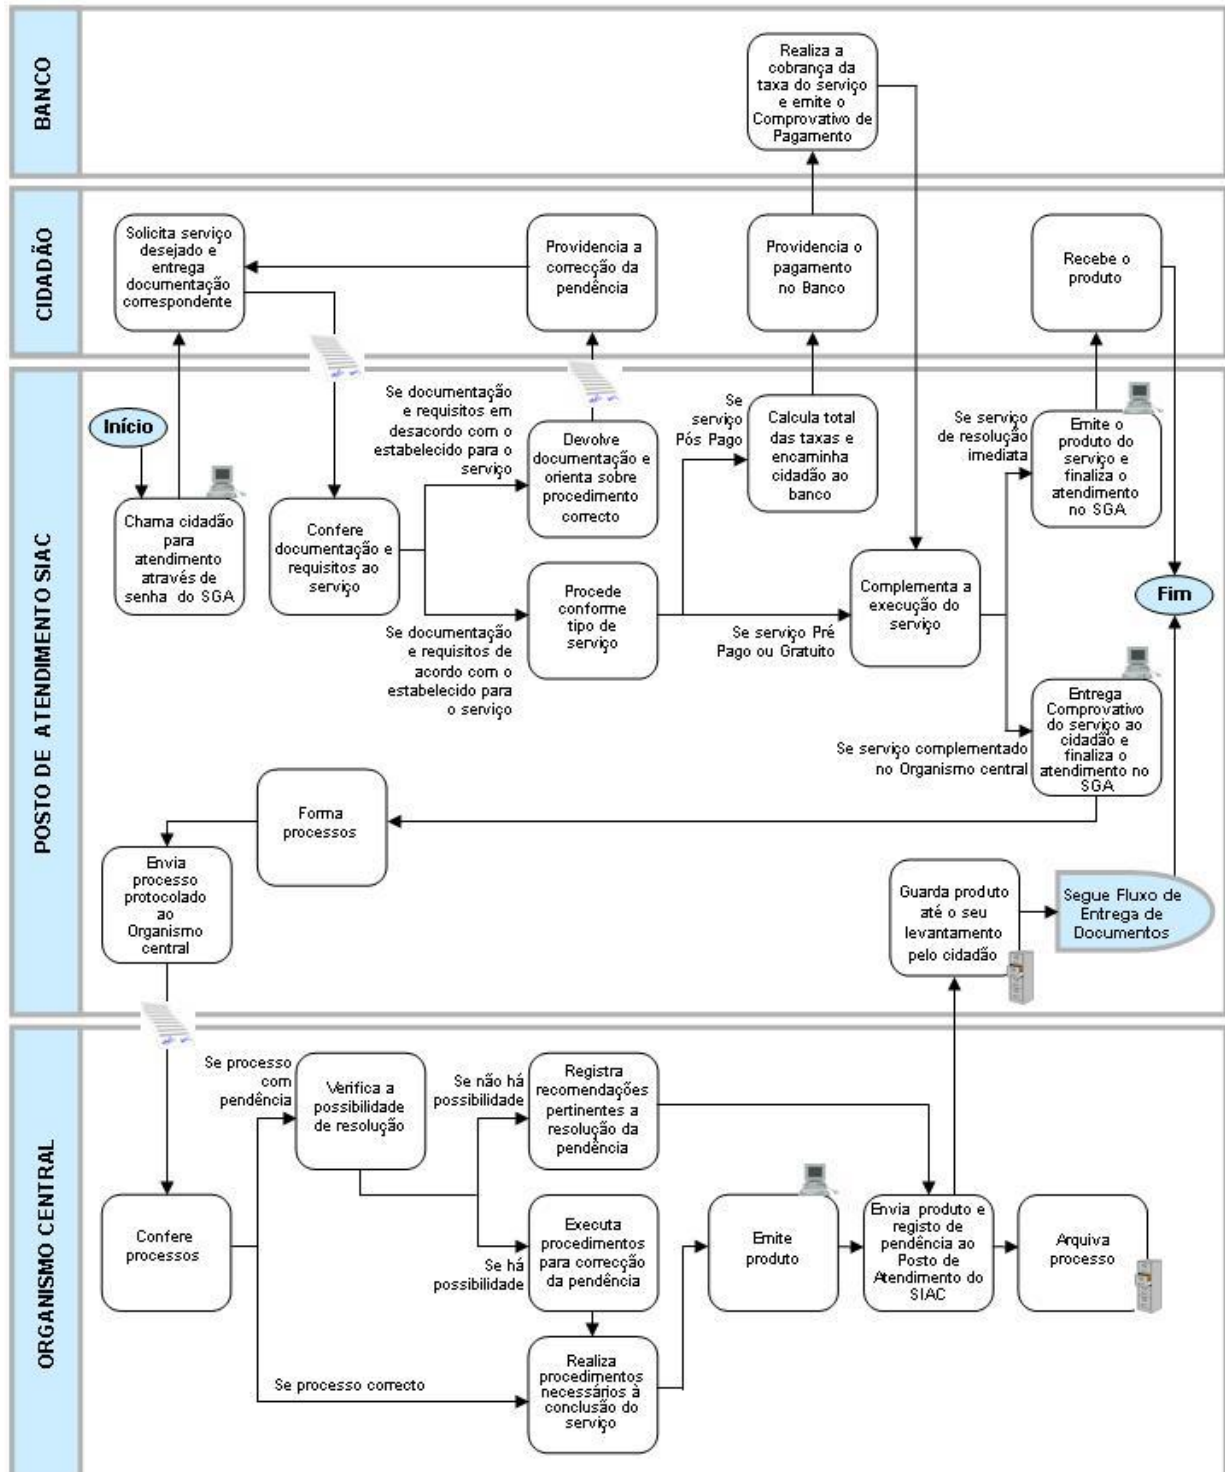 BANCO
Realiza a
cobrança da
taxa do serviço
e emite o
Comprovativo de
Pagamento
CIDADÃO
Solicita serviço
desejado e
entrega
documentação
correspondente
Providencia a
correcção da
pendência
Providencia o
pagamento
no Banco
Recebe o
produto
POSTO DE ATENDIMENTO SIAC
Início
Chama cidadão
para
atendimento
através de
senha do SGA
Confere
documentação e
requisitos ao
serviço
Se documentação
e requisitos em
desacordo com o
estabelecido para o
serviço
Devolve
documentação e
orienta sobre
procedimento
correcto
Se documentação
e requisitos de
acordo com o
estabelecido para
o serviço
Procede
conforme
tipo de
serviço
Se
serviço
Pós Pago
Calcula total
das taxas e
encaminha
cidadão ao
banco
Se serviço Pré
Pago ou Gratuito
Complementa a
execução do
serviço
Se serviço
de resolução
imediata
Emite o
produto do
serviço e
finaliza o
atendimento
no SGA
Fim
Se serviço complementado
no Organismo central
Entrega
Comprovativo
do serviço ao
cidadão e
finaliza o
atendimento no
SGA
Forma
processos
Envia
processo
protocolado
ao
Organismo
central
Guarda produto
até o seu
levantamento
pelo cidadão
Segue Fluxo de
Entrega de
Documentos
ORGANISMO CENTRAL
Confere
processos
Se processo
com
pendência
Verifica a
possibilidade
de resolução
Se não há
possibilidade
Registra
recomendações
pertinentes a
resolução da
pendência
Se há
possibilidade
Executa
procedimentos
para correcção
da pendência
Se processo correcto
Realiza
procedimentos
necessários à
conclusão do
serviço
Emite
produto
Envia produto e
registo de
pendência ao
Posto de
Atendimento do
SIAC
Arquiva
processo